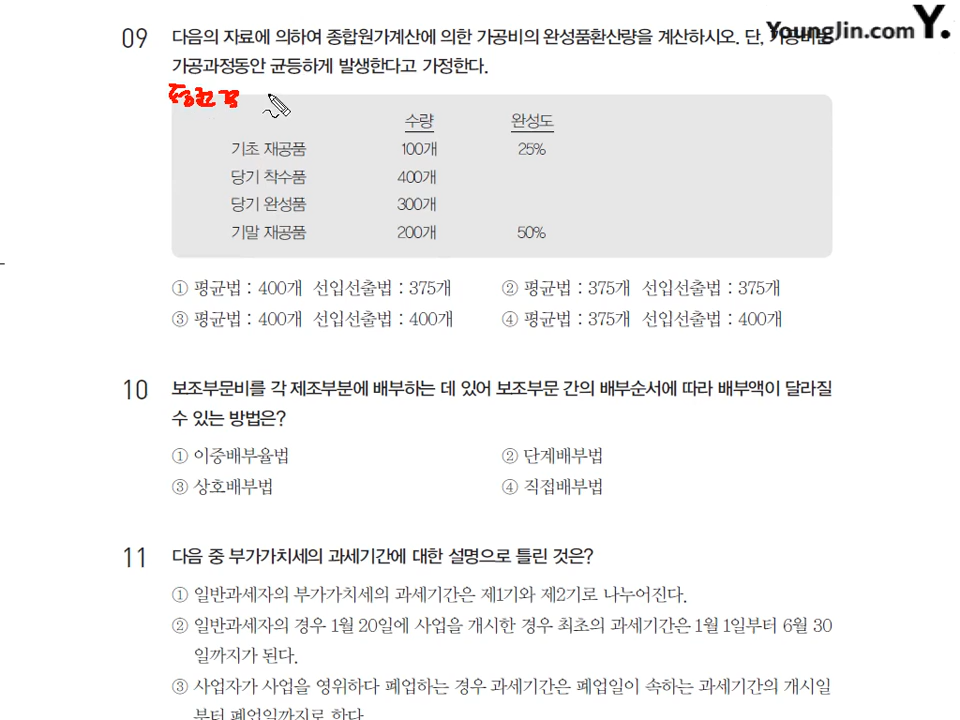 YoungJin.com Y.
09 다음의 자료에 의하여 종합원가계산에 의한 가공비의 완성품환산량을 계산하시오. 단, 가공비는
가공과정동안 균등하게 발생한다고 가정한다.
수량 완성도
기초 재공품 100개 25%
당기 착수품 400개
당기 완성품 300개
기말 재공품 200개 50%
① 평균법 : 400개 선입선출법 : 375개 ② 평균법 : 375개 선입선출법 : 375개
③ 평균법 : 400개 선입선출법 : 400개 ④ 평균법 : 375개 선입선출법 : 400개
10 보조부문비를 각 제조부분에 배부하는 데 있어 보조부문 간의 배부순서에 따라 배부액이 달라질
수 있는 방법은?
① 이중배부율법 ② 단계배부법
③ 상호배부법 ④ 직접배부법
11 다음 중 부가가치세의 과세기간에 대한 설명으로 틀린 것은?
① 일반과세자의 부가가치세의 과세기간은 제1기와 제2기로 나누어진다.
② 일반과세자의 경우 1월 20일에 사업을 개시한 경우 최초의 과세기간은 1월 1일부터 6월 30
일까지가 된다.
③ 사업자가 사업을 영위하다 폐업하는 경우 과세기간은 폐업일이 속하는 과세기간의 개시일
부터 폐업일까지로 한다.